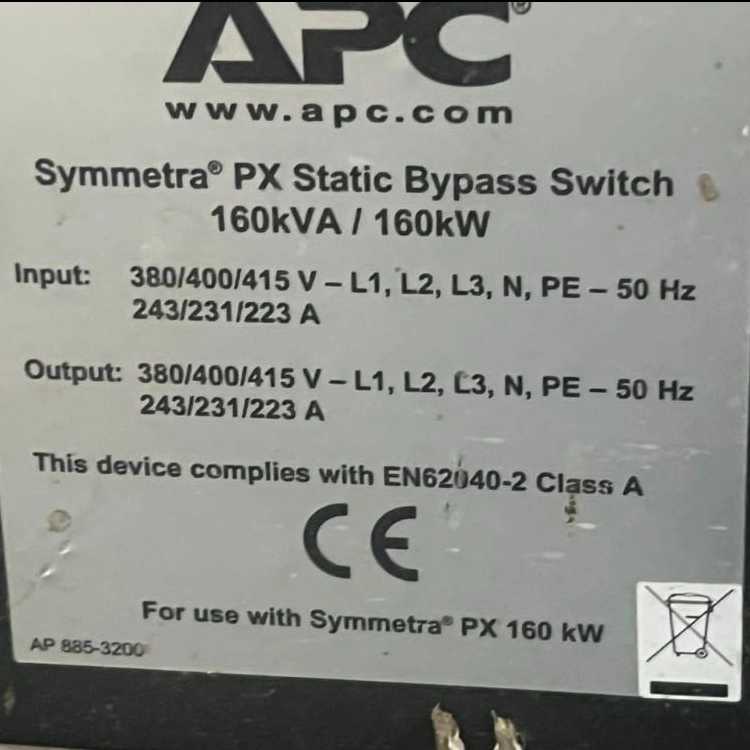 APC®
www.apc.com
Symmetra® PX Static Bypass Switch
160kVA / 160kW
Input: 380/400/415 V – L1, L2, L3, N, PE – 50 Hz
243/231/223 A
Output: 380/400/415 V – L1, L2, L3, N, PE – 50 Hz
243/231/223 A
This device complies with EN62040-2 Class A
CE
For use with Symmetra® PX 160 kW
AP 885-3200